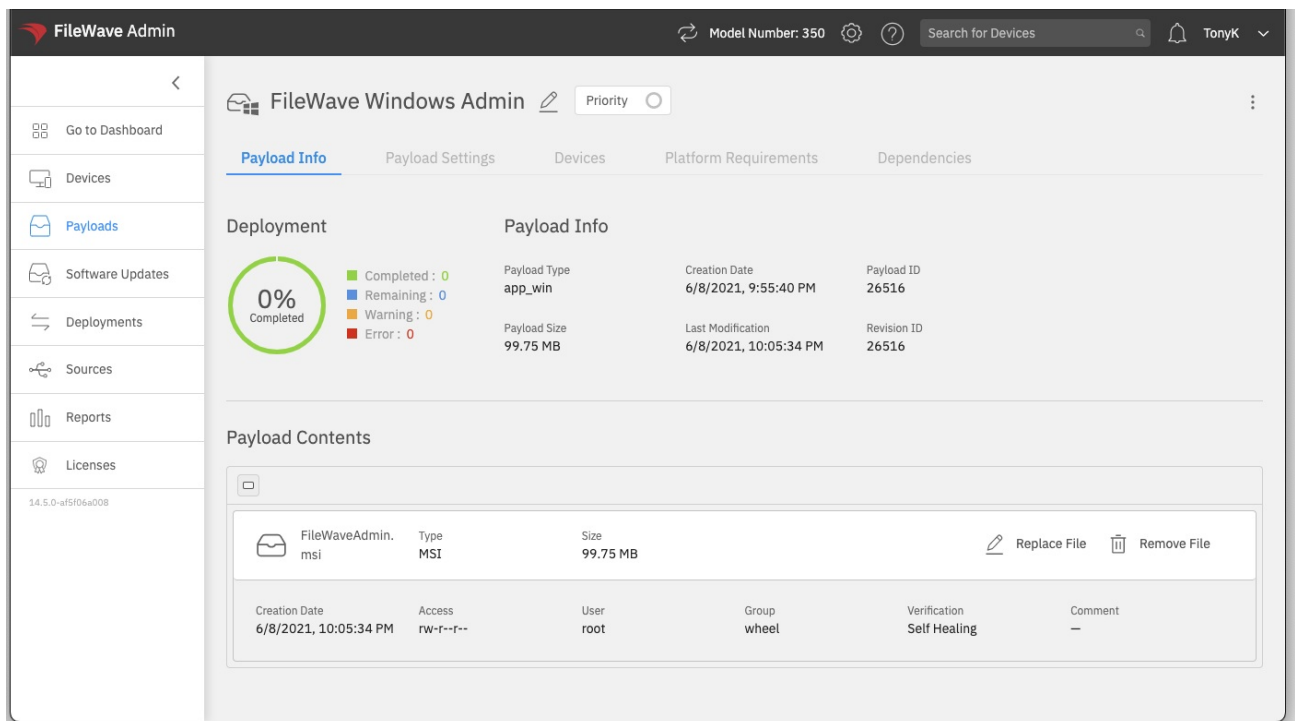 FileWave Admin
Model Number: 350
Search for Devices
TonyK
Go to Dashboard
Devices
Payloads
Software Updates
Deployments
Sources
Reports
Licenses
14.5.0-af5f06a008
FileWave Windows Admin
Priority
Payload Info Payload Settings Devices Platform Requirements Dependencies
Deployment
0%
Completed
Completed : 0
Remaining : 0
Warning : 0
Error : 0
Payload Info
Payload Type Creation Date Payload ID
app_win 6/8/2021, 9:55:40 PM 26516
Payload Size Last Modification Revision ID
99.75 MB 6/8/2021, 10:05:34 PM 26516
Payload Contents
FileWaveAdmin.
msi
Type
MSI
Size
99.75 MB
Replace File
Remove File
Creation Date Access User Group Verification Comment
6/8/2021, 10:05:34 PM rw-r--r-- root wheel Self Healing —